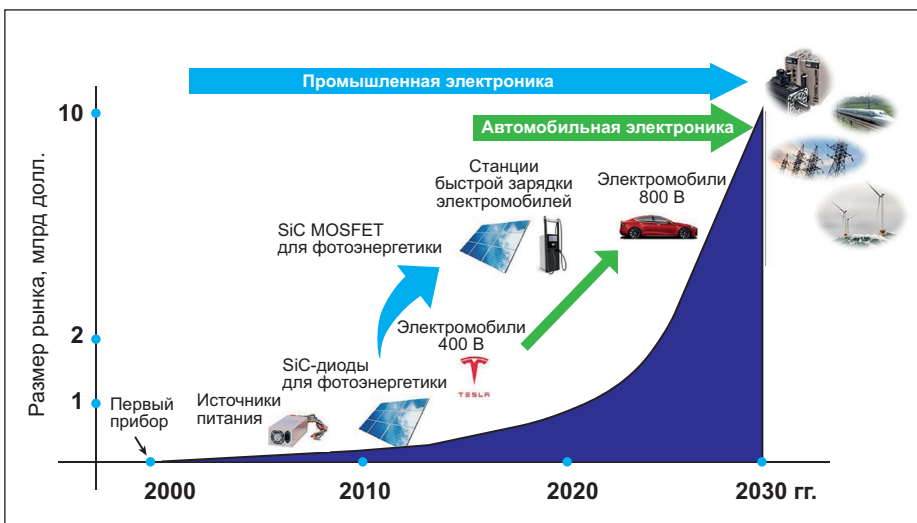 Промышленная электроника
10
Автомобильная электроника
Станции
быстрой зарядки
электромобилей
Электромобили
800 В
SiC MOSFET
для фотоэнергетики
Размер рынка, млрд долл.
2
Электромобили
400 В
SiC-диоды
для фотоэнергетики
TESLA
1
Первый
прибор
Источники
питания
2000
2010
2020
2030 гг.